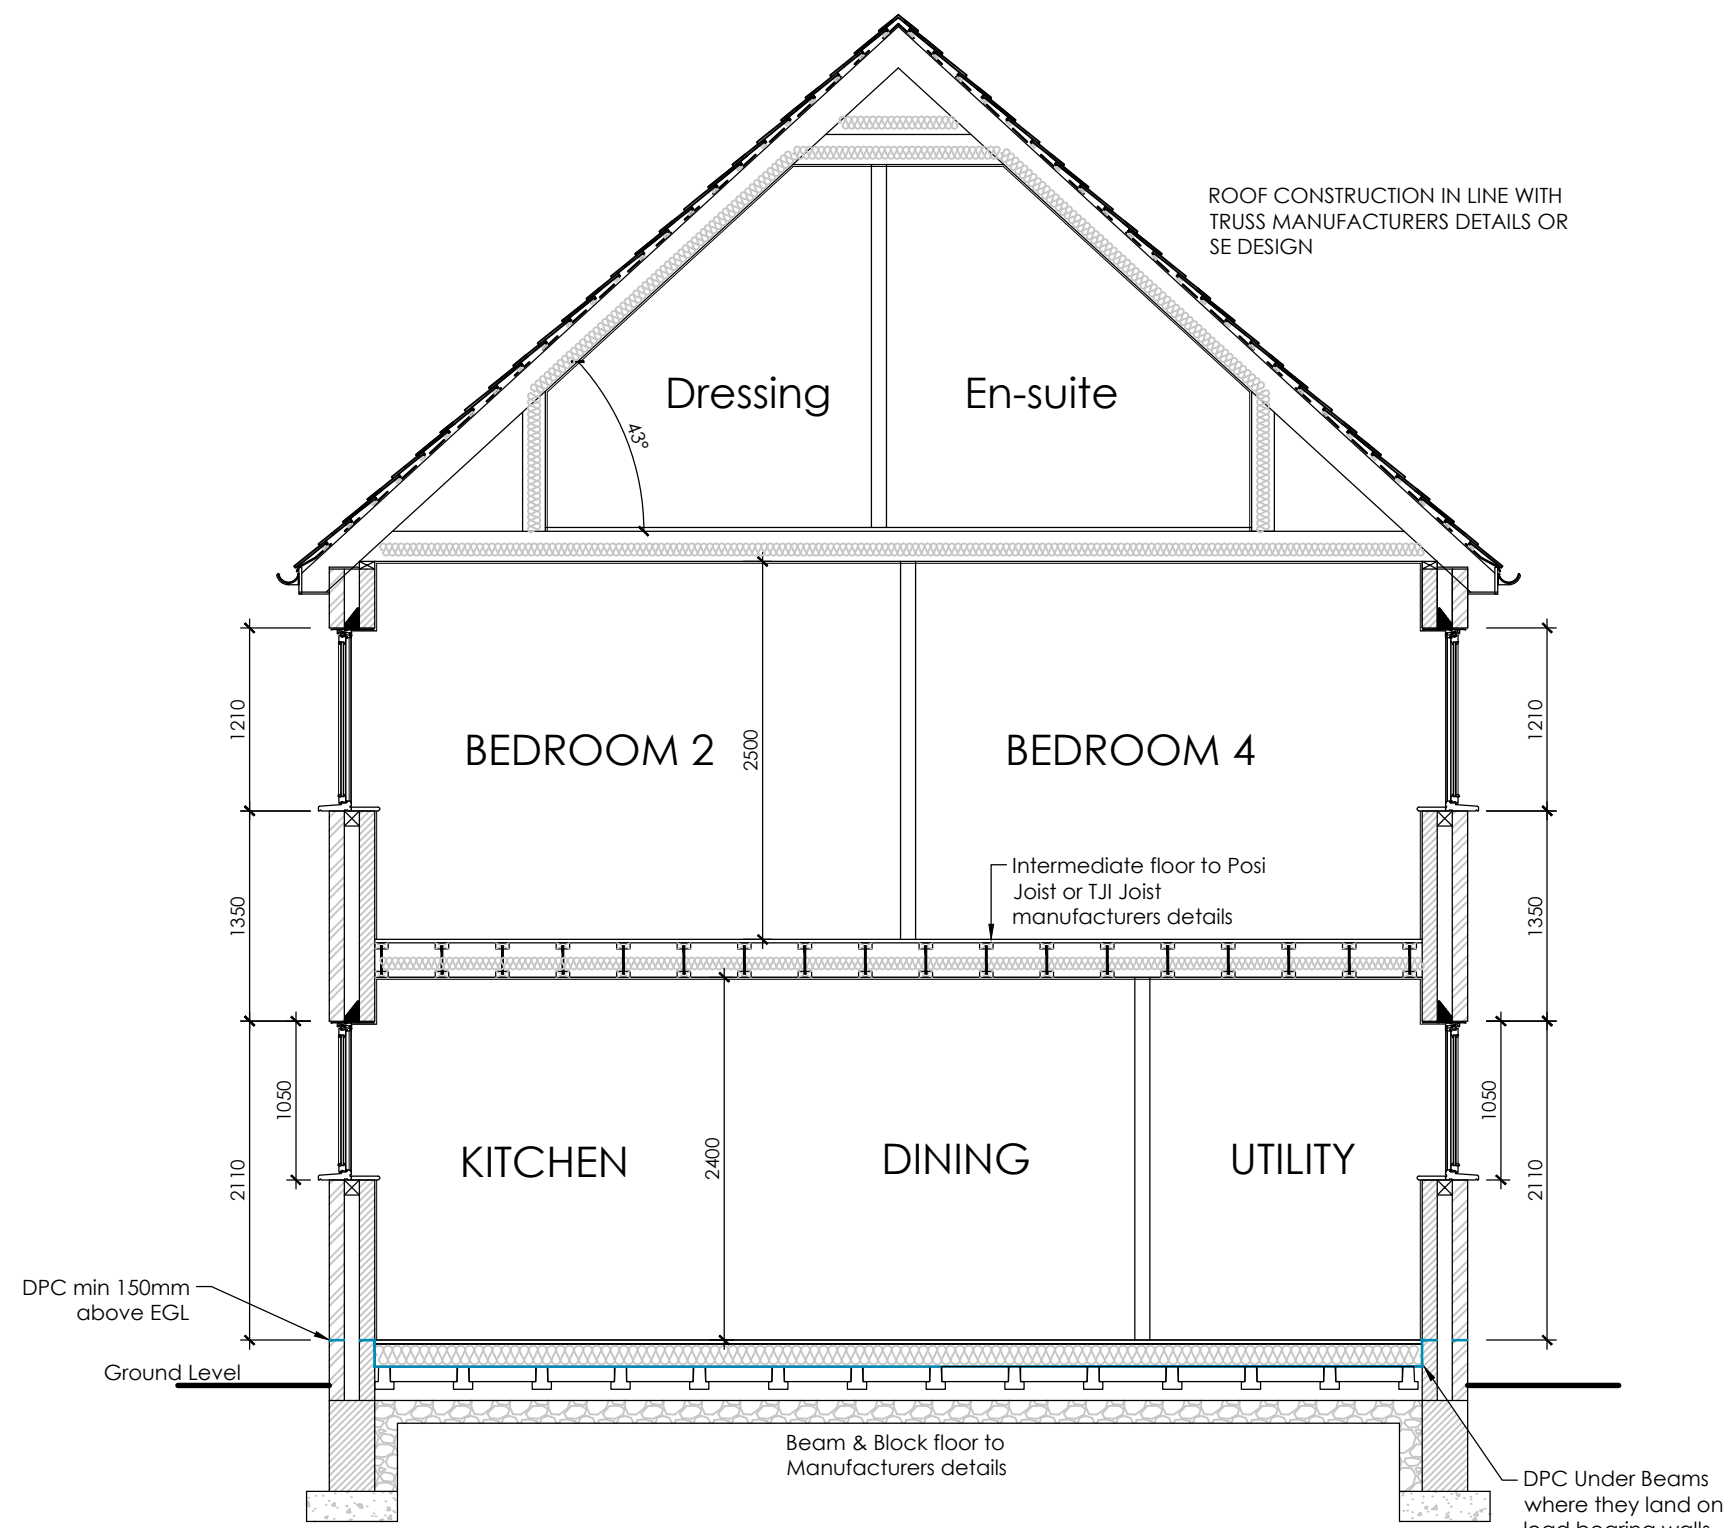 ROOF CONSTRUCTION IN LINE WITH
TRUSS MANUFACTURERS DETAILS OR
SE DESIGN
Dressing
En-suite
43°
1210
BEDROOM 2
2500
BEDROOM 4
1210
1350
Intermediate floor to Posi
Joist or TJI Joist
manufacturers details
1350
2110
1050
KITCHEN
2400
DINING
UTILITY
1050
2110
DPC min 150mm
above EGL
Ground Level
Beam & Block floor to
Manufacturers details
DPC Under Beams
where they land on
load bearing walls